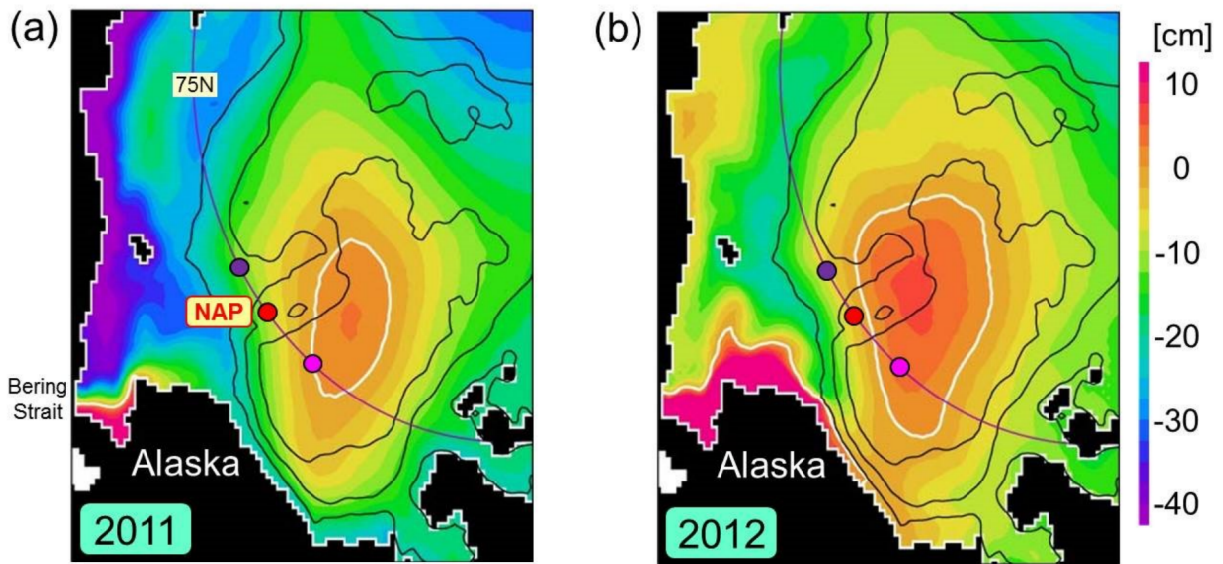 (a)
75N
NAP
Bering
Strait
Alaska
2011
(b)
Alaska
2012
[cm]
10
0
-10
-20
-30
-40